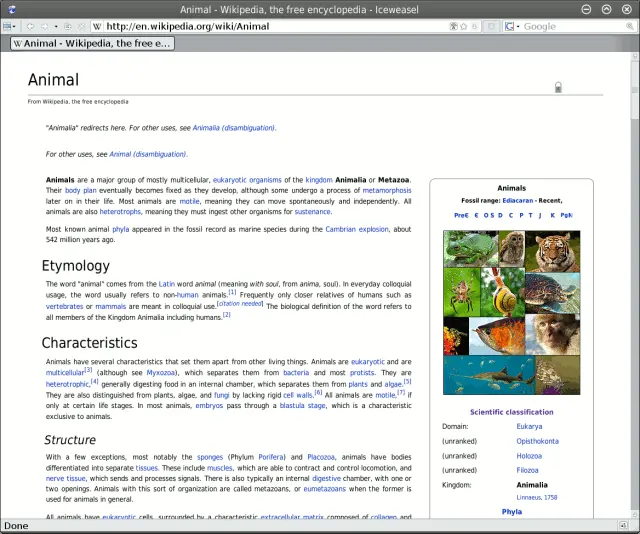 Animal - Wikipedia, the free encyclopedia - Iceweasel
W http://en.wikipedia.org/wiki/Animal
Google
W Animal - Wikipedia, the free e...
Animal
From Wikipedia, the free encyclopedia
"Animalia" redirects here. For other uses, see Animalia (disambiguation).
For other uses, see Animal (disambiguation).
Animals are a major group of mostly multicellular, eukaryotic organisms of the kingdom Animalia or Metazoa.
Their body plan eventually becomes fixed as they develop, although some undergo a process of metamorphosis
later on in their life. Most animals are motile, meaning they can move spontaneously and independently. All
animals are also heterotrophs, meaning they must ingest other organisms for sustenance.
Most known animal phyla appeared in the fossil record as marine species during the Cambrian explosion, about
542 million years ago.
Etymology
The word "animal" comes from the Latin word animal (meaning with soul, from anima, soul). In everyday colloquial
usage, the word usually refers to non-human animals.[1] Frequently only closer relatives of humans such as
vertebrates or mammals are meant in colloquial use.[citation needed] The biological definition of the word refers to
all members of the Kingdom Animalia including humans.[2]
Characteristics
Animals have several characteristics that set them apart from other living things. Animals are eukaryotic and are
multicellular[3] (although see Myxozoa), which separates them from bacteria and most protists. They are
heterotrophic,[4] generally digesting food in an internal chamber, which separates them from plants and algae.[5]
They are also distinguished from plants, algae, and fungi by lacking rigid cell walls.[6] All animals are motile,[7] if
only at certain life stages. In most animals, embryos pass through a blastula stage, which is a characteristic
exclusive to animals.
Structure
With a few exceptions, most notably the sponges (Phylum Porifera) and Placozoa, animals have bodies
differentiated into separate tissues. These include muscles, which are able to contract and control locomotion, and
nerve tissue, which sends and processes signals. There is also typically an internal digestive chamber, with one or
two openings. Animals with this sort of organization are called metazoans, or eumetazoans when the former is
used for animals in general.
All animals have eukaryotic cells, surrounded by a characteristic extracellular matrix composed of collagen and
Animals
Fossil range: Ediacaran - Recent,
PreЄ Є O S D C P T J K PgN
Scientific classification
Domain: Eukarya
(unranked) Opisthokonta
(unranked) Holozoa
(unranked) Filozoa
Kingdom: Animalia
Linnaeus, 1758
Phyla
Done